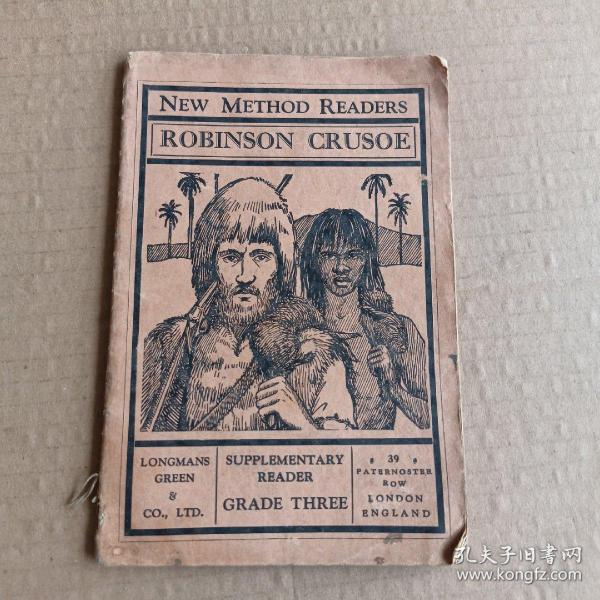 NEW METHOD READERS
ROBINSON CRUSOE
LONGMANS
GREEN
&
CO., LTD.
SUPPLEMENTARY
READER
GRADE THREE
39
PATERNOSTER
ROW
LONDON
ENGLAND
孔夫子旧书网
www.kongfz.com